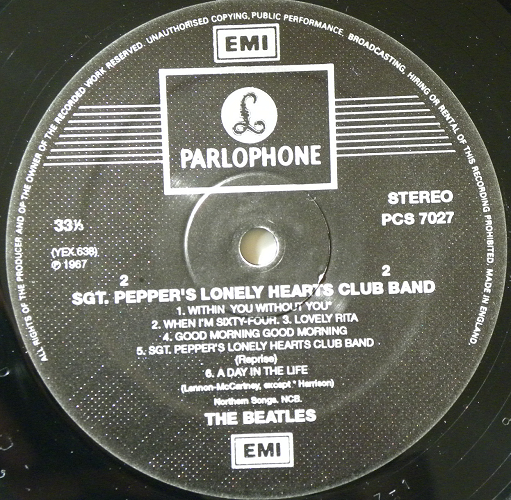 ALL RIGHTS OF THE PRODUCER AND OF THE OWNER OF THE RECORDED WORK RESERVED. UNAUTHORISED COPYING, PUBLIC PERFORMANCE, BROADCASTING, HIRING OR RENTAL OF THIS RECORDING PROHIBITED. MADE IN ENGLAND.
EMI
£
PARLOPHONE
STEREO
33⅓ PCS 7027
(YEX.638)
℗ 1967
2 2
SGT. PEPPER'S LONELY HEARTS CLUB BAND
1. WITHIN YOU WITHOUT YOU*
2. WHEN I'M SIXTY-FOUR. 3. LOVELY RITA
4. GOOD MORNING GOOD MORNING
5. SGT. PEPPER'S LONELY HEARTS CLUB BAND
(Reprise)
6. A DAY IN THE LIFE
(Lennon-McCartney, except * Harrison)
Northern Songs. NCB.
THE BEATLES
EMI